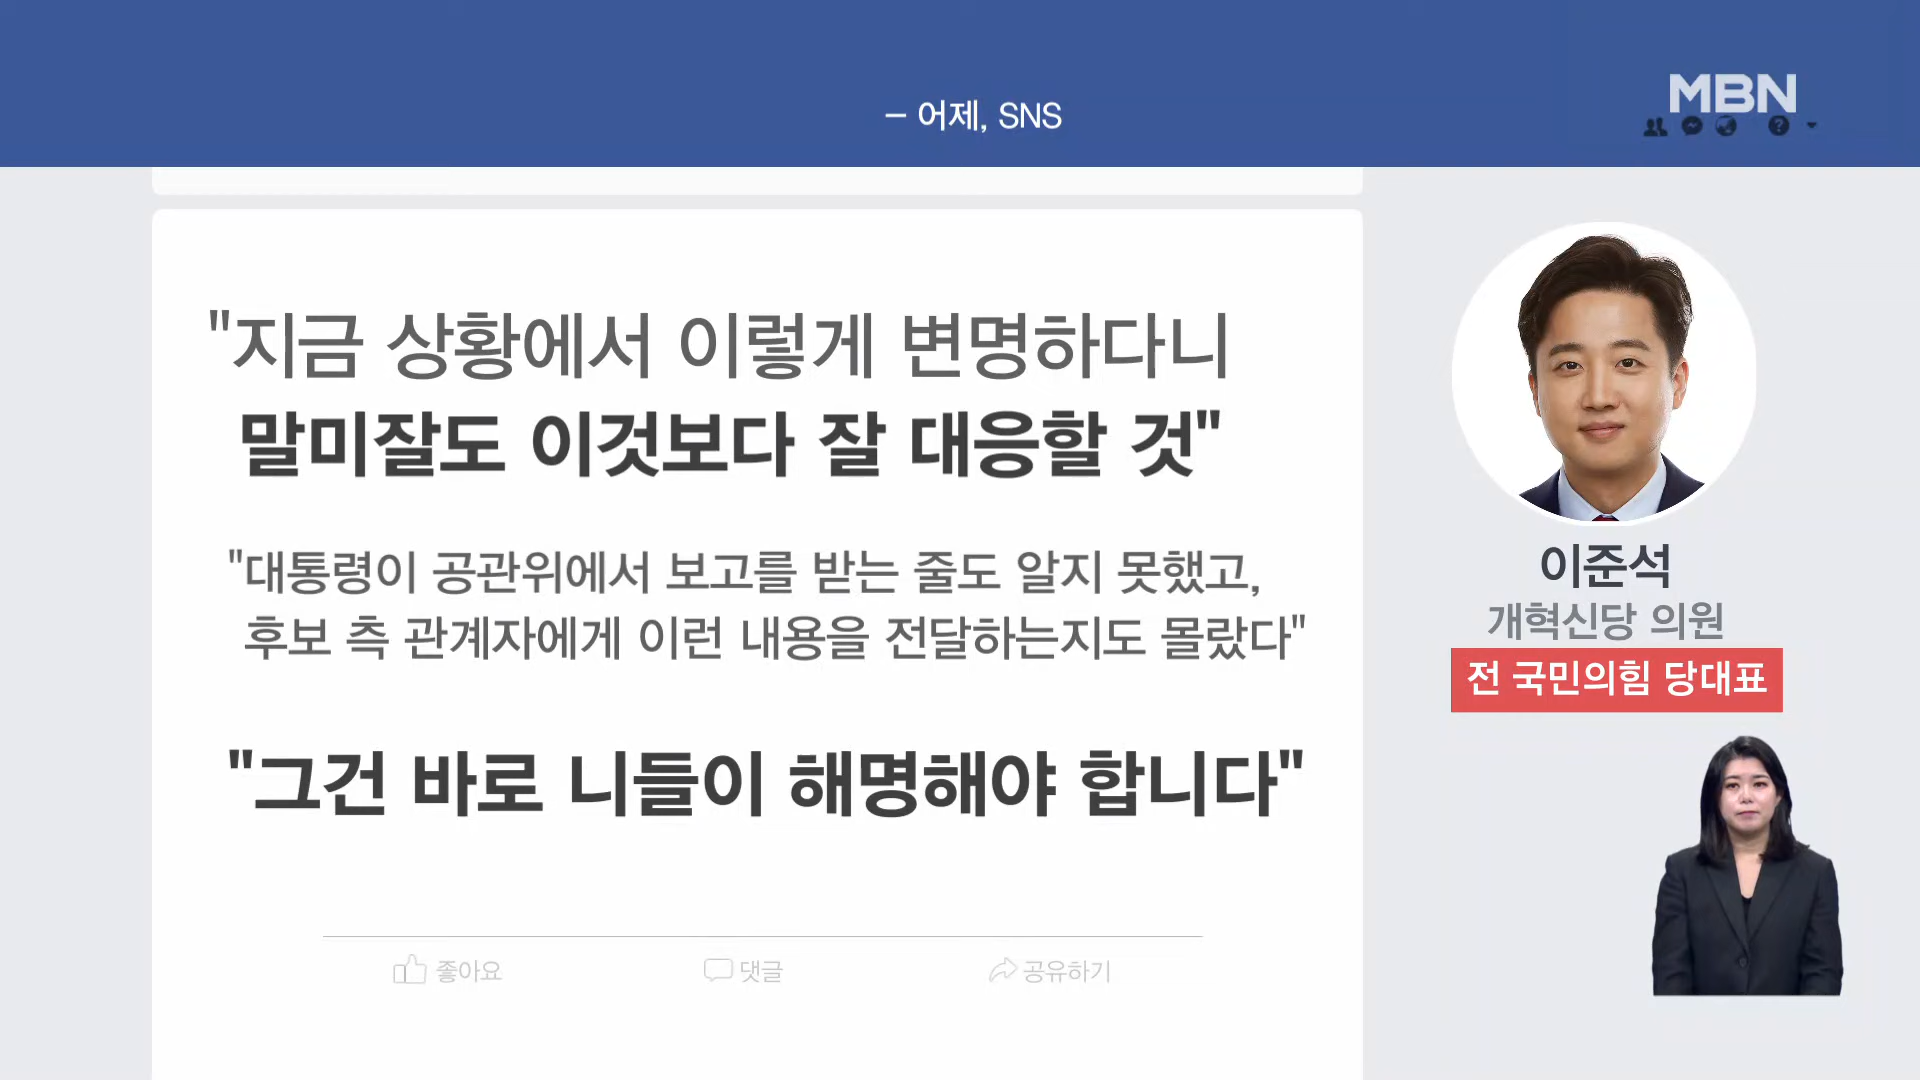 MBN
– 어제, SNS
"지금 상황에서 이렇게 변명하다니
말미잘도 이것보다 잘 대응할 것"
"대통령이 공관위에서 보고를 받는 줄도 알지 못했고,
후보 측 관계자에게 이런 내용을 전달하는지도 몰랐다"
"그건 바로 니들이 해명해야 합니다"
좋아요
댓글
공유하기
이준석
개혁신당 의원
전 국민의힘 당대표